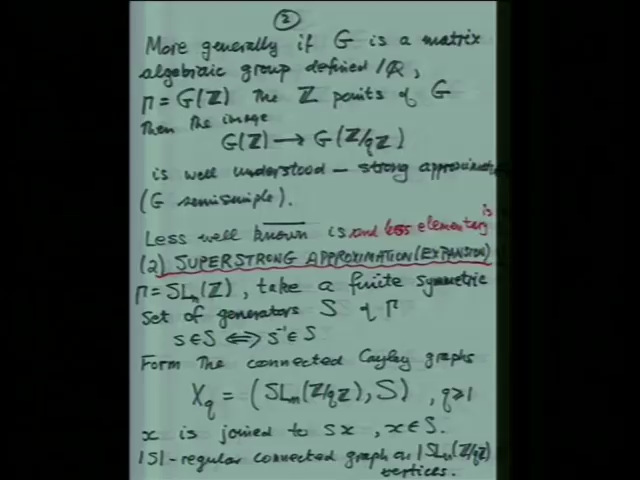 ②
More generally if G is a matrix
algebraic group defined /Q,
Γ = G(ℤ) The ℤ points of G
Then the image
G(ℤ) → G(ℤ/qℤ)
is well understood – strong approximation
(G semisimple).
Less well known is and less elementary is
(2) SUPERSTRONG APPROXIMATION (EXPANSION)
Γ = SLₙ(ℤ), take a finite symmetric
set of generators S of Γ
s ∈ S ⟺ s⁻¹ ∈ S
Form the connected Cayley graphs
X_q = (SLₙ(ℤ/qℤ), S) , q ≥ 1
x is joined to sx , x ∈ S.
|S|-regular connected graph on |SLₙ(ℤ/qℤ)|
vertices.